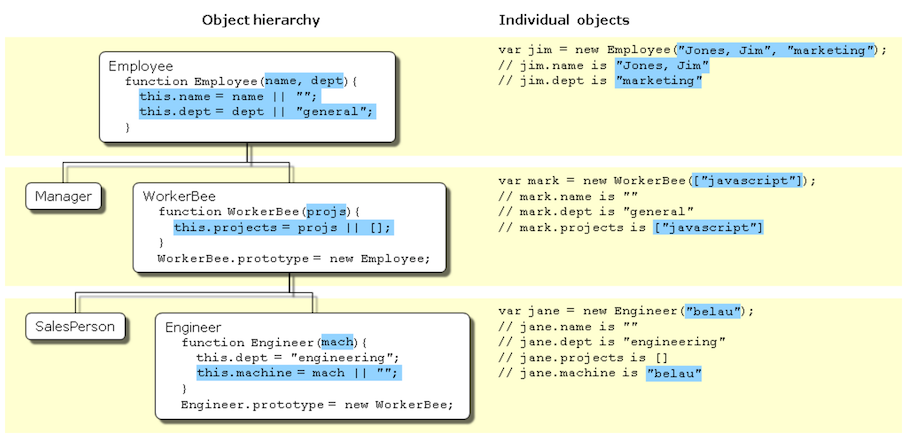 Object hierarchy
Individual objects
Employee
function Employee(name, dept){
this.name = name || "";
this.dept = dept || "general";
}
var jim = new Employee("Jones, Jim", "marketing");
// jim.name is "Jones, Jim"
// jim.dept is "marketing"
Manager
WorkerBee
function WorkerBee(projs){
this.projects = projs || [];
}
WorkerBee.prototype = new Employee;
var mark = new WorkerBee(["javascript"]);
// mark.name is ""
// mark.dept is "general"
// mark.projects is ["javascript"]
SalesPerson
Engineer
function Engineer(mach){
this.dept = "engineering";
this.machine = mach || "";
}
Engineer.prototype = new WorkerBee;
var jane = new Engineer("belau");
// jane.name is ""
// jane.dept is "engineering"
// jane.projects is []
// jane.machine is "belau"